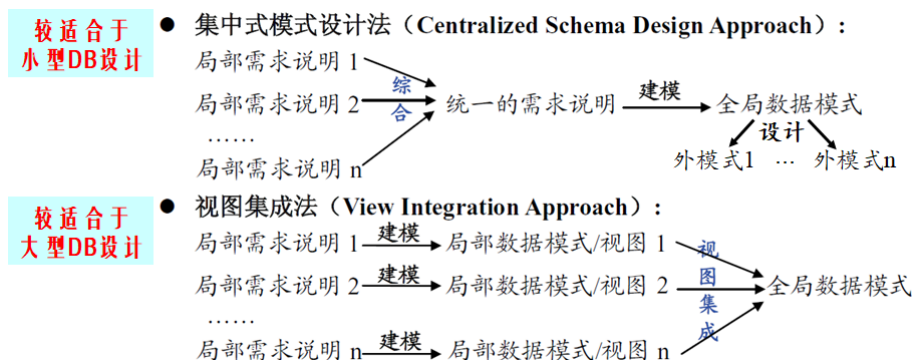 较适合于
小型DB设计
● 集中式模式设计法（Centralized Schema Design Approach）:
局部需求说明 1
局部需求说明 2
……
局部需求说明 n
综
合
统一的需求说明
建模
全局数据模式
设计
外模式1 … 外模式n
较适合于
大型DB设计
● 视图集成法（View Integration Approach）:
局部需求说明 1 建模 局部数据模式/视图 1
局部需求说明 2 建模 局部数据模式/视图 2
……
局部需求说明 n 建模 局部数据模式/视图 n
视
图
集
成
全局数据模式